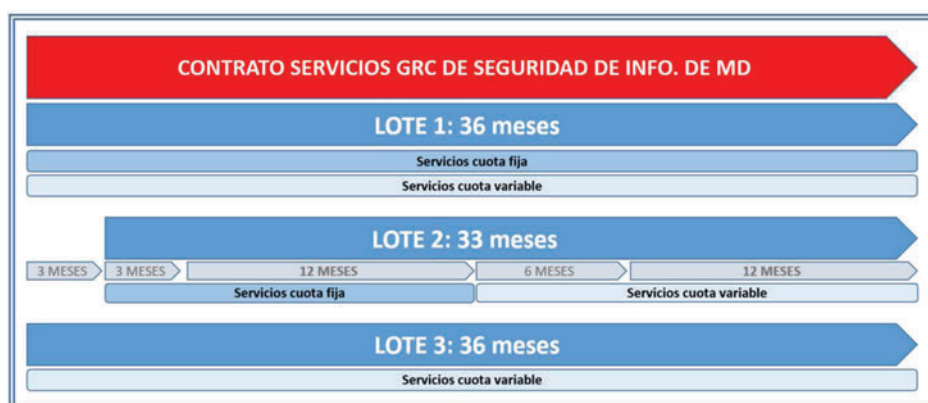 CONTRATO SERVICIOS GRC DE SEGURIDAD DE INFO. DE MD
LOTE 1: 36 meses
Servicios cuota fija
Servicios cuota variable
LOTE 2: 33 meses
3 MESES 3 MESES 12 MESES 6 MESES 12 MESES
Servicios cuota fija Servicios cuota variable
LOTE 3: 36 meses
Servicios cuota variable